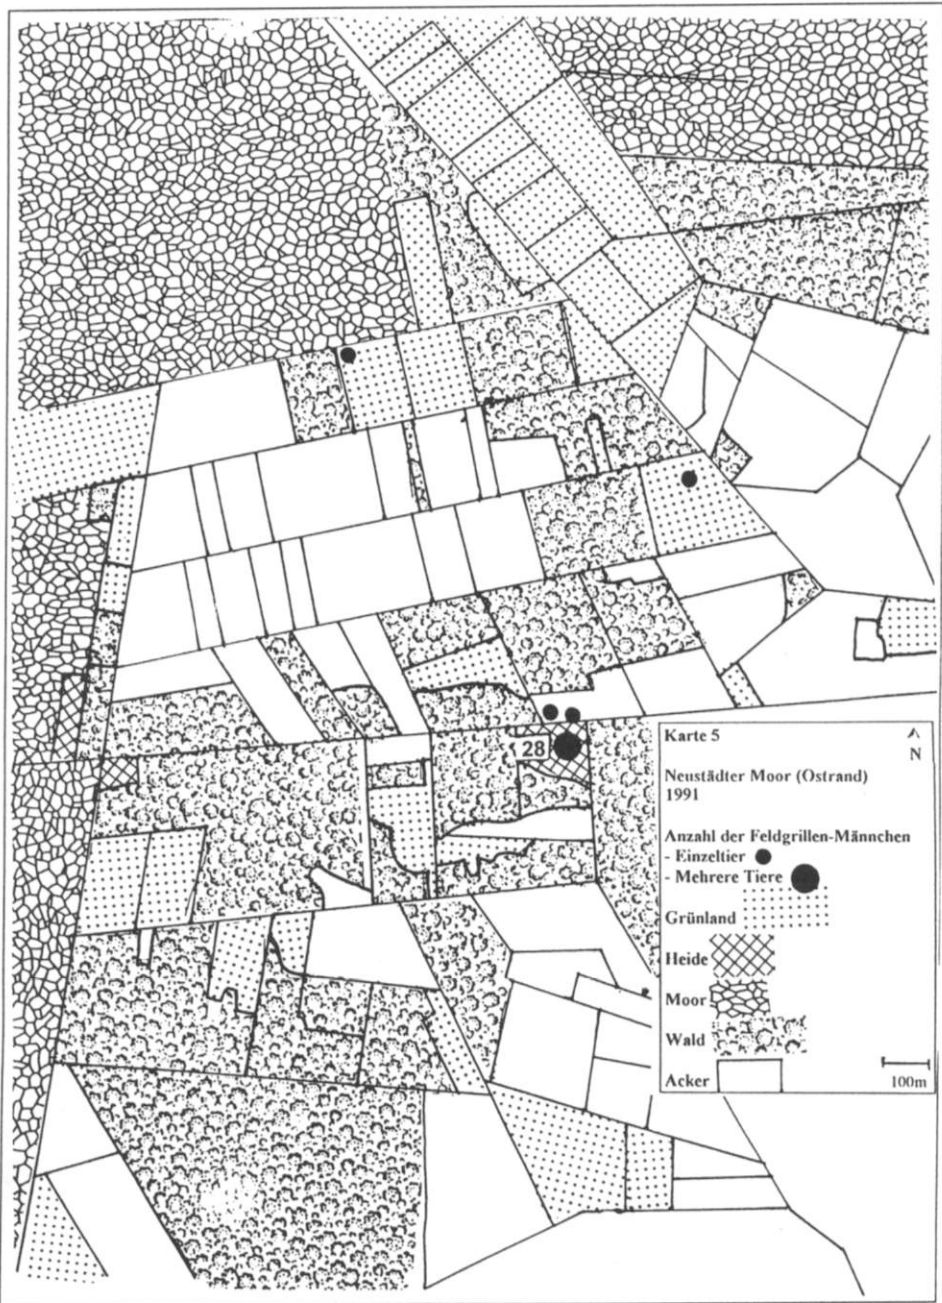 28
Karte 5
N
Neustädter Moor (Ostrand)
1991
Anzahl der Feldgrillen-Männchen
- Einzeltier
- Mehrere Tiere
Grünland
Heide
Moor
Wald
Acker
100m